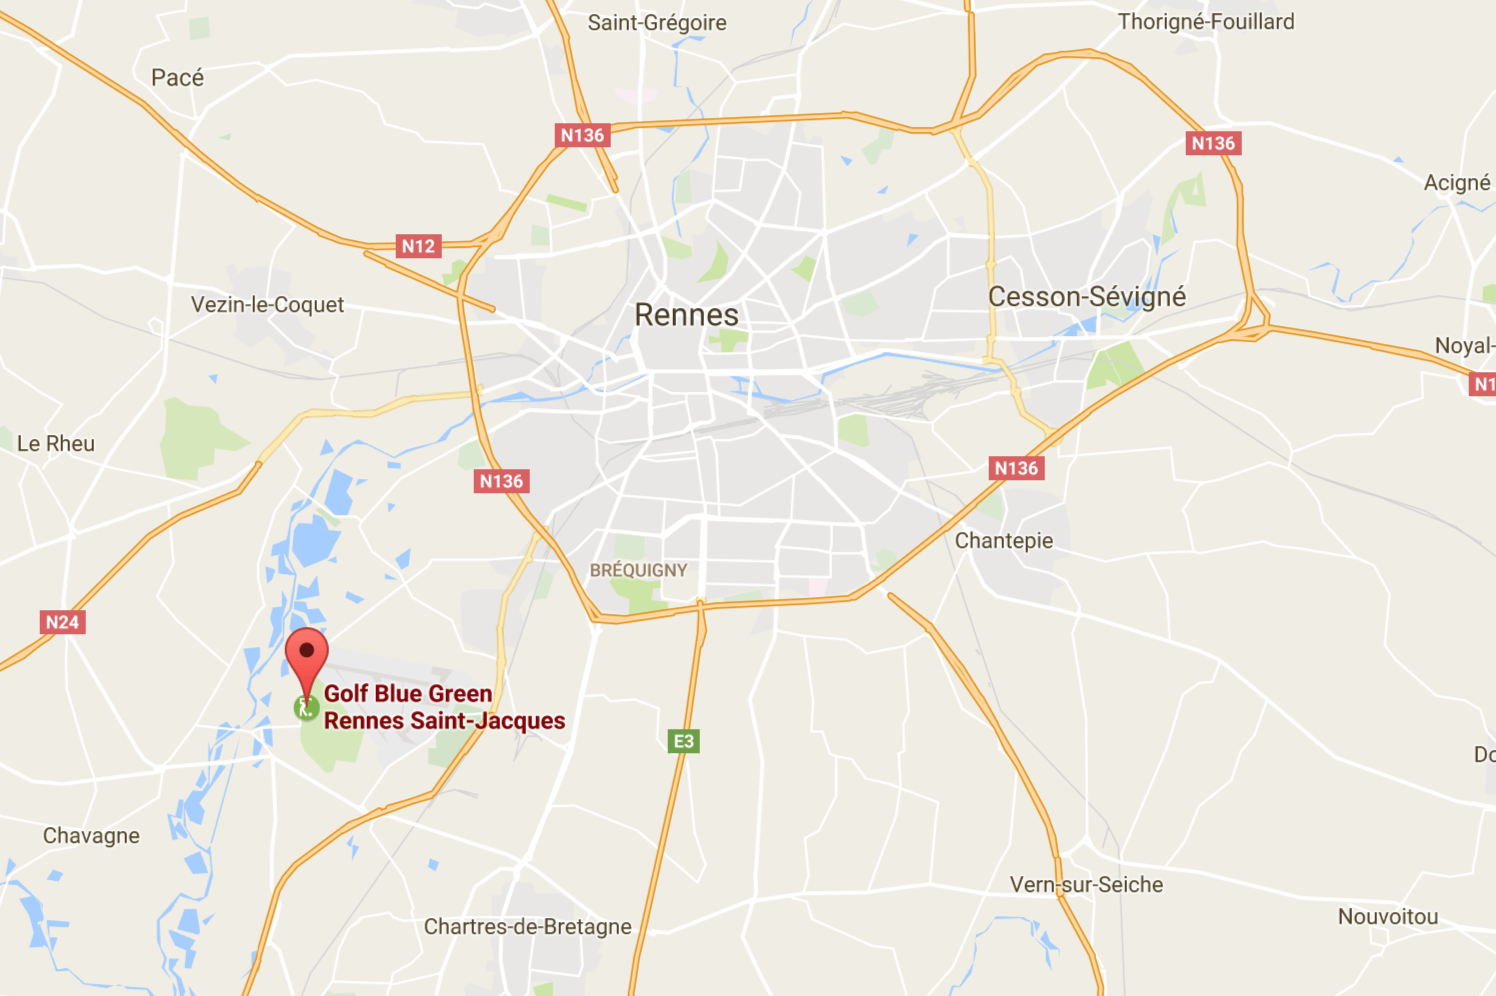 Saint-Grégoire
Thorigné-Fouillard
Pacé
N136
N136
Acigné
N12
Vezin-le-Coquet
Rennes
Cesson-Sévigné
Noyal-
N1
Le Rheu
N136
N136
Chantepie
BRÉQUIGNY
N24
Golf Blue Green
Rennes Saint-Jacques
E3
Do
Chavagne
Vern-sur-Seiche
Nouvoitou
Chartres-de-Bretagne